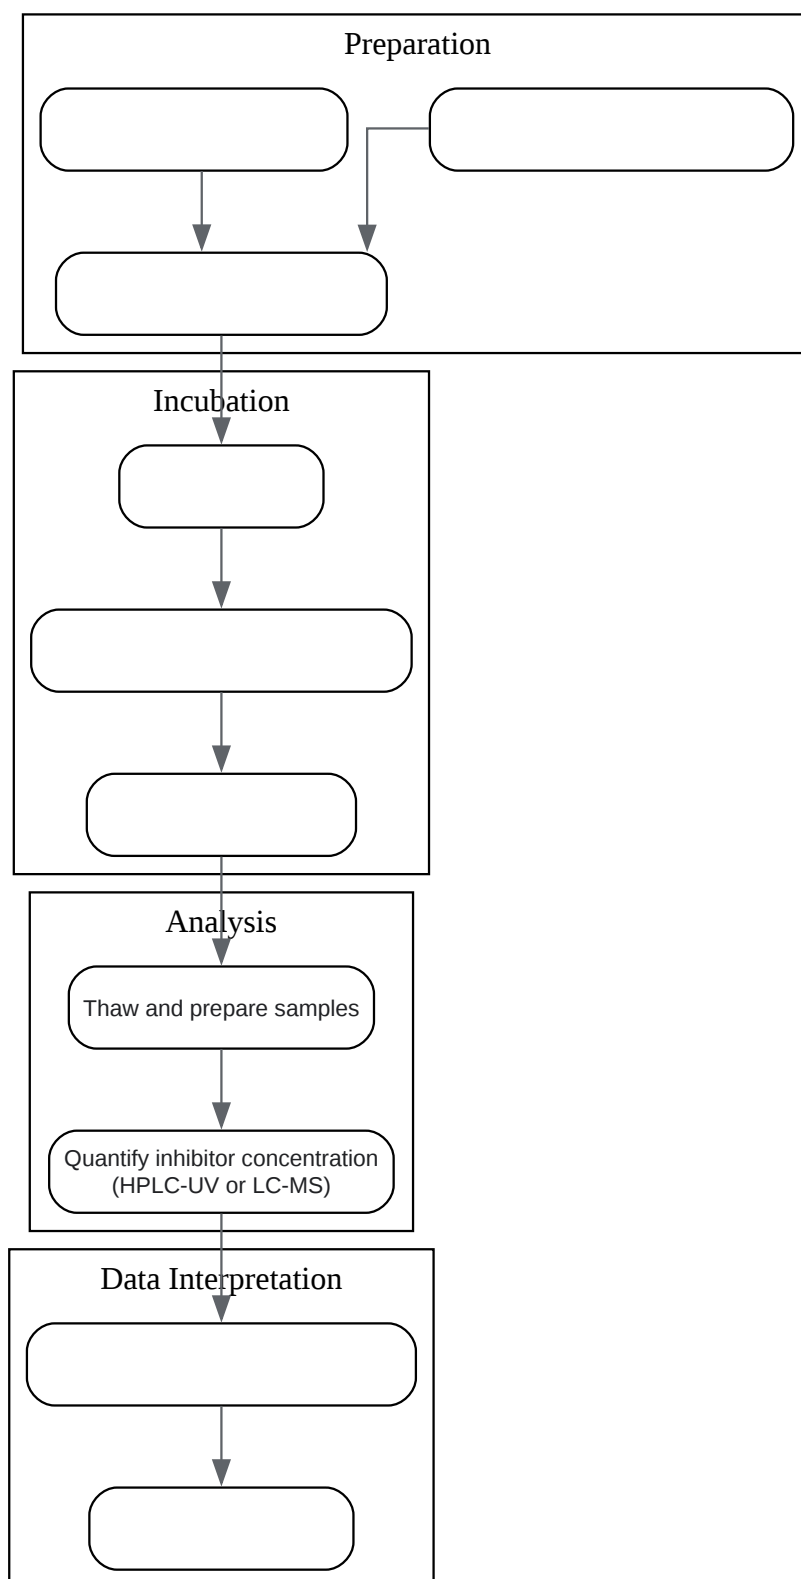 Preparation
Incubation
Analysis
Thaw and prepare samples
Quantify inhibitor concentration
(HPLC-UV or LC-MS)
Data Interpretation